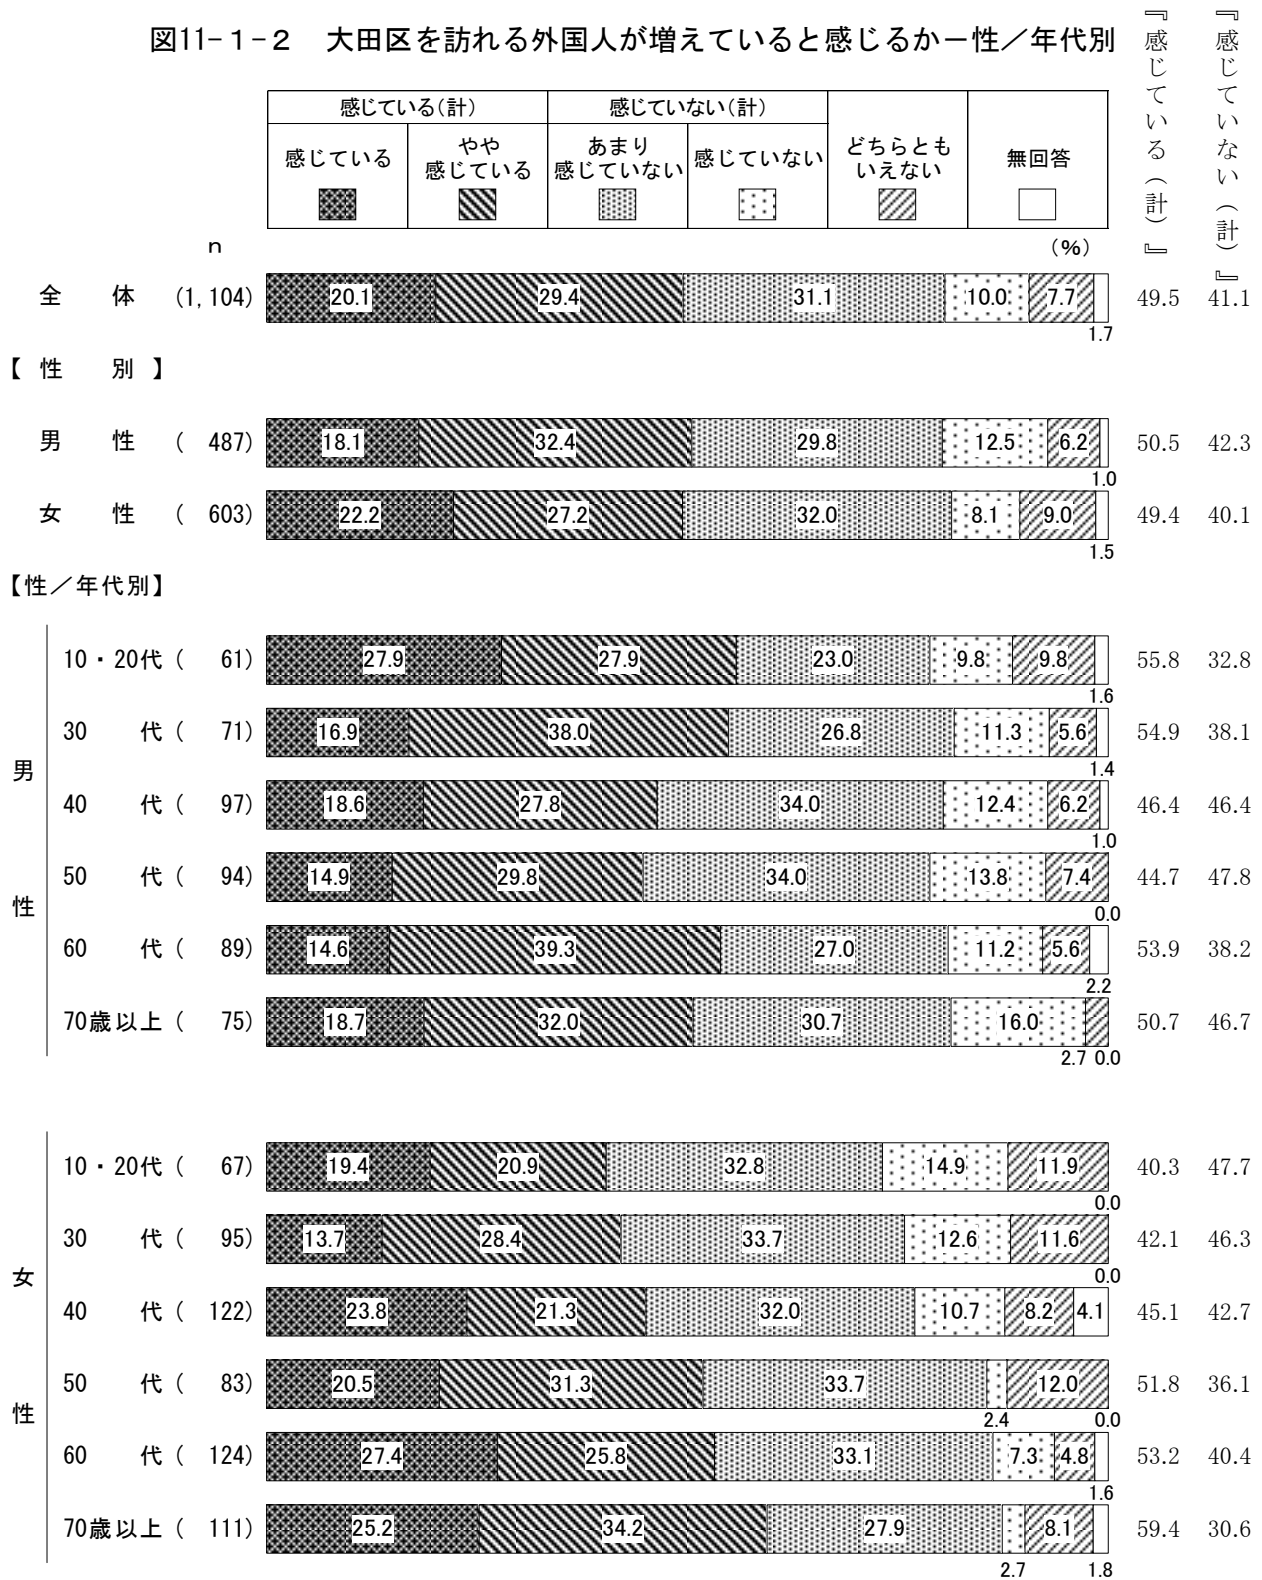 図11-1-2　大田区を訪れる外国人が増えていると感じるか－性／年代別
『感じている（計）』
『感じていない（計）』
感じている(計)　感じていない(計)
感じている　やや感じている　あまり感じていない　感じていない　どちらともいえない　無回答
n　(%)
全体 (1,104) 20.1 29.4 31.1 10.0 7.7 1.7 49.5 41.1
【性別】
男性 (487) 18.1 32.4 29.8 12.5 6.2 1.0 50.5 42.3
女性 (603) 22.2 27.2 32.0 8.1 9.0 1.5 49.4 40.1
【性／年代別】
男性
10・20代 (61) 27.9 27.9 23.0 9.8 9.8 1.6 55.8 32.8
30代 (71) 16.9 38.0 26.8 11.3 5.6 1.4 54.9 38.1
40代 (97) 18.6 27.8 34.0 12.4 6.2 1.0 46.4 46.4
50代 (94) 14.9 29.8 34.0 13.8 7.4 0.0 44.7 47.8
60代 (89) 14.6 39.3 27.0 11.2 5.6 2.2 53.9 38.2
70歳以上 (75) 18.7 32.0 30.7 16.0 2.7 0.0 50.7 46.7
女性
10・20代 (67) 19.4 20.9 32.8 14.9 11.9 0.0 40.3 47.7
30代 (95) 13.7 28.4 33.7 12.6 11.6 0.0 42.1 46.3
40代 (122) 23.8 21.3 32.0 10.7 8.2 4.1 45.1 42.7
50代 (83) 20.5 31.3 33.7 2.4 12.0 0.0 51.8 36.1
60代 (124) 27.4 25.8 33.1 7.3 4.8 1.6 53.2 40.4
70歳以上 (111) 25.2 34.2 27.9 2.7 8.1 1.8 59.4 30.6